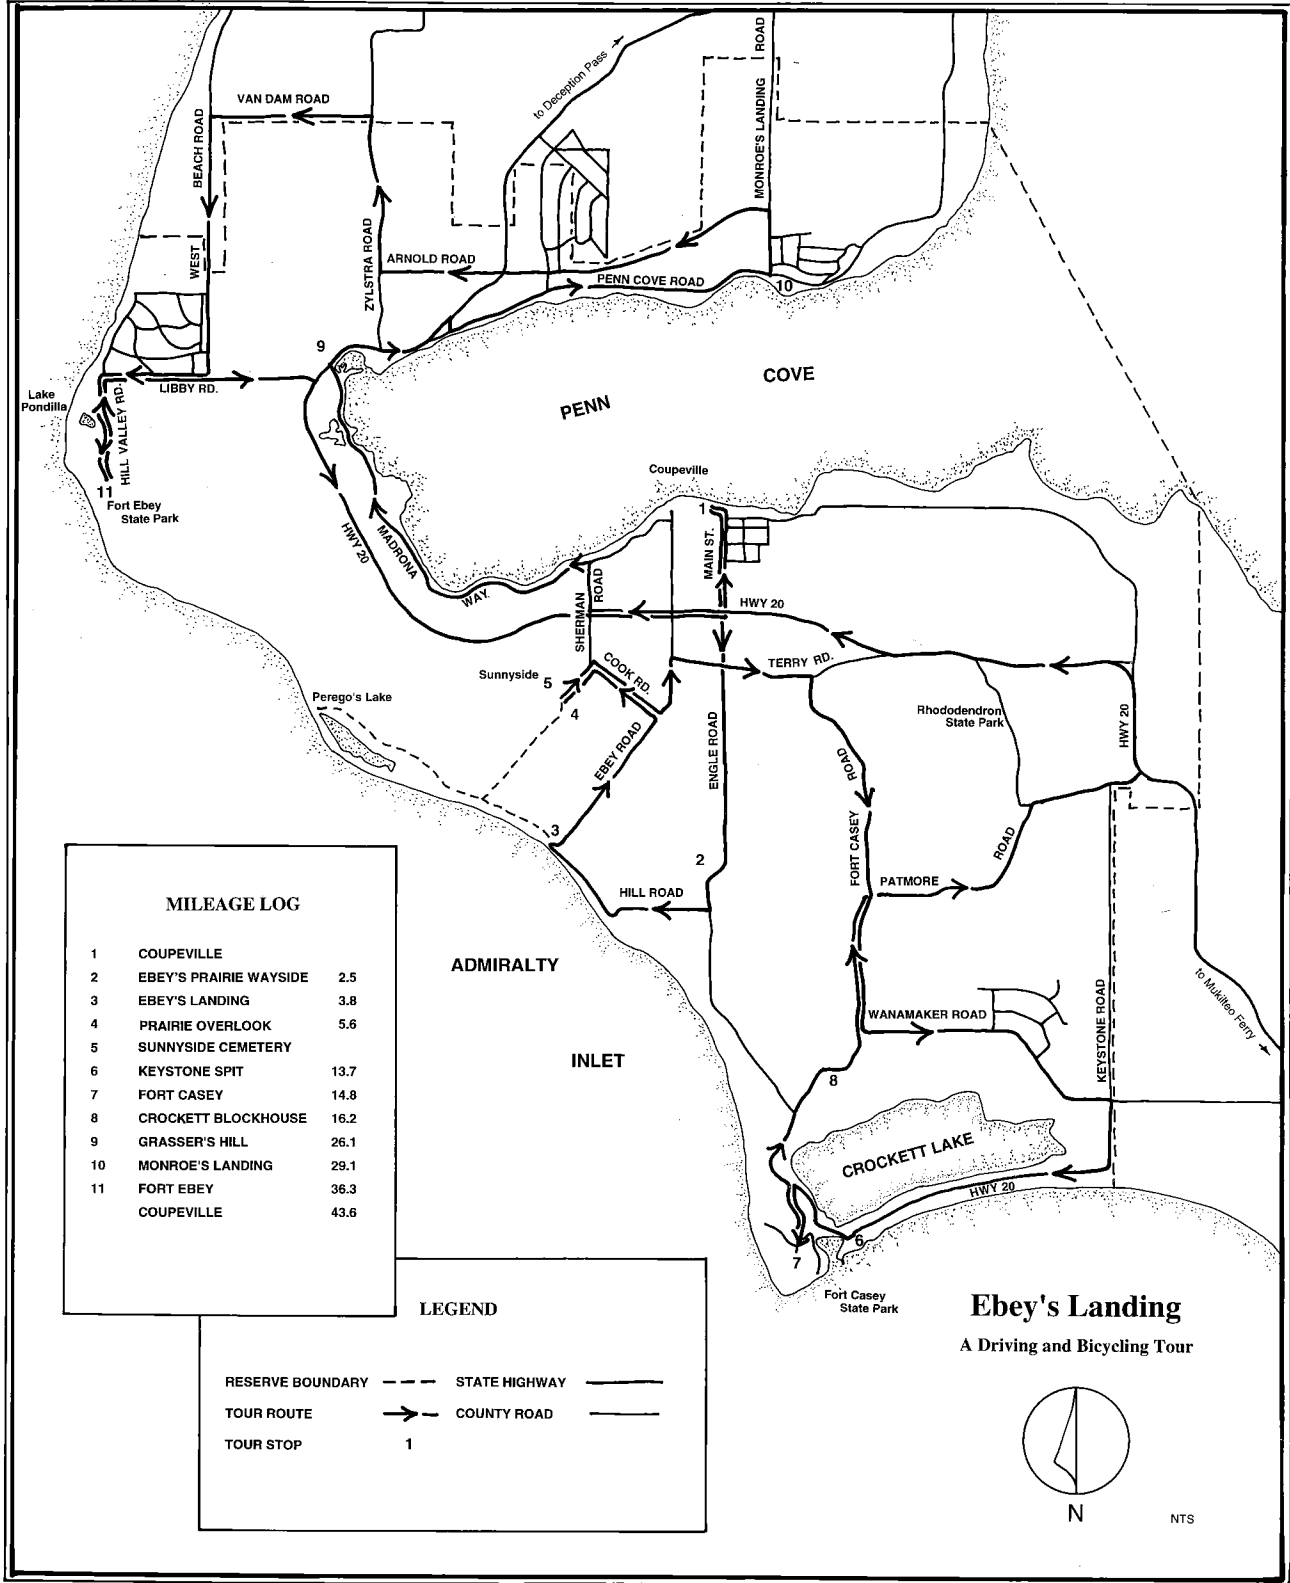 to Deception Pass
MONROE'S LANDING ROAD
VAN DAM ROAD
WEST BEACH ROAD
ZYLSTRA ROAD
ARNOLD ROAD
PENN COVE ROAD
10
9
LIBBY RD.
Lake
Pondilla
HILL VALLEY RD.
11
Fort Ebey
State Park
PENN COVE
Coupeville
1
MAIN ST.
HWY 20
MADRONA WAY
SHERMAN ROAD
HWY 20
TERRY RD.
COOK RD.
Sunnyside
5
4
Perego's Lake
EBEY ROAD
ENGLE ROAD
Rhododendron
State Park
HWY 20
FORT CASEY ROAD
3
2
HILL ROAD
PATMORE ROAD
ADMIRALTY
INLET
WANAMAKER ROAD
KEYSTONE ROAD
to Mukilteo Ferry
8
CROCKETT LAKE
HWY 20
6
7
Fort Casey
State Park
MILEAGE LOG
1 COUPEVILLE
2 EBEY'S PRAIRIE WAYSIDE 2.5
3 EBEY'S LANDING 3.8
4 PRAIRIE OVERLOOK 5.6
5 SUNNYSIDE CEMETERY
6 KEYSTONE SPIT 13.7
7 FORT CASEY 14.8
8 CROCKETT BLOCKHOUSE 16.2
9 GRASSER'S HILL 26.1
10 MONROE'S LANDING 29.1
11 FORT EBEY 36.3
COUPEVILLE 43.6
LEGEND
RESERVE BOUNDARY STATE HIGHWAY
TOUR ROUTE COUNTY ROAD
TOUR STOP 1
Ebey's Landing
A Driving and Bicycling Tour
N
NTS